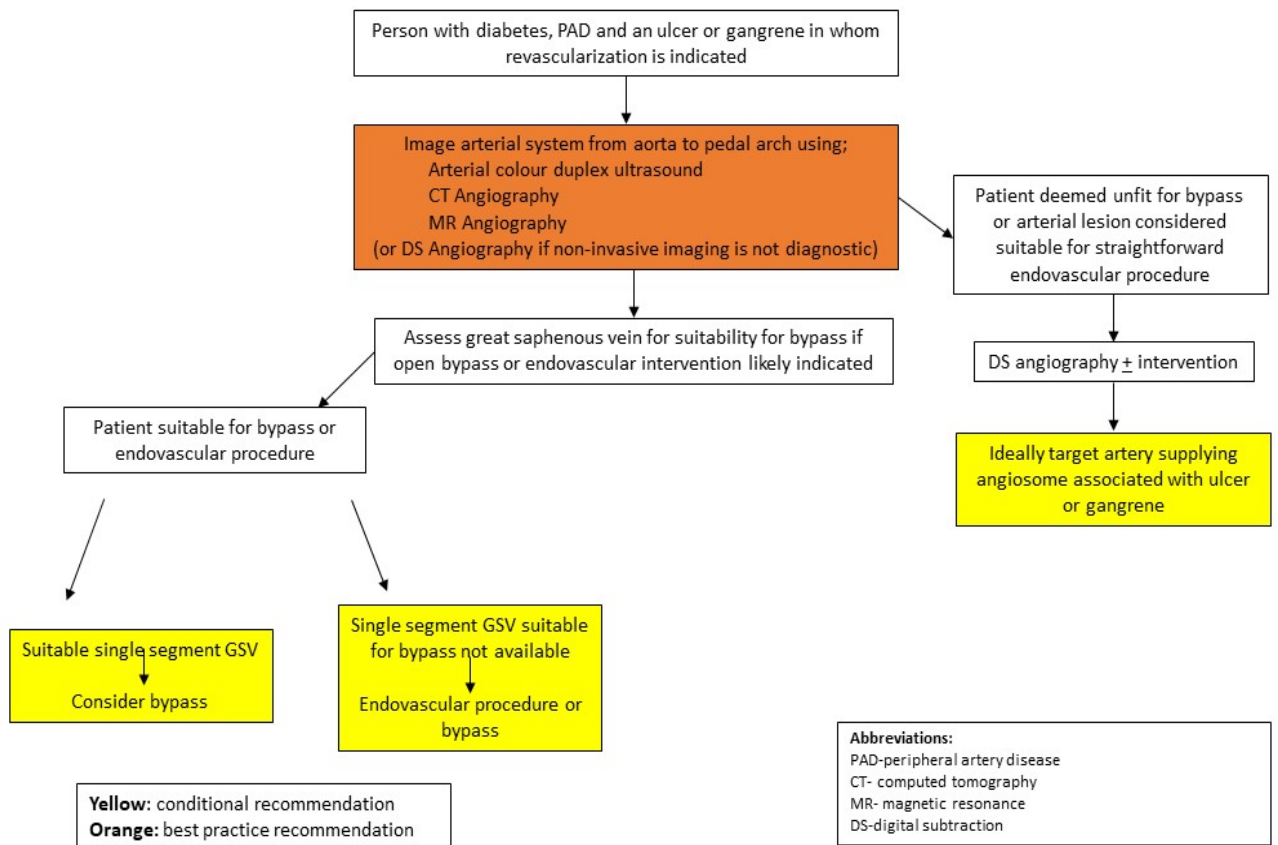 Person with diabetes, PAD and an ulcer or gangrene in whom
revascularization is indicated
Image arterial system from aorta to pedal arch using;
Arterial colour duplex ultrasound
CT Angiography
MR Angiography
(or DS Angiography if non-invasive imaging is not diagnostic)
Patient deemed unfit for bypass
or arterial lesion considered
suitable for straightforward
endovascular procedure
Assess great saphenous vein for suitability for bypass if
open bypass or endovascular intervention likely indicated
DS angiography ± intervention
Patient suitable for bypass or
endovascular procedure
Ideally target artery supplying
angiosome associated with ulcer
or gangrene
Suitable single segment GSV
Consider bypass
Single segment GSV suitable
for bypass not available
Endovascular procedure or
bypass
Yellow: conditional recommendation
Orange: best practice recommendation
Abbreviations:
PAD-peripheral artery disease
CT- computed tomography
MR- magnetic resonance
DS-digital subtraction